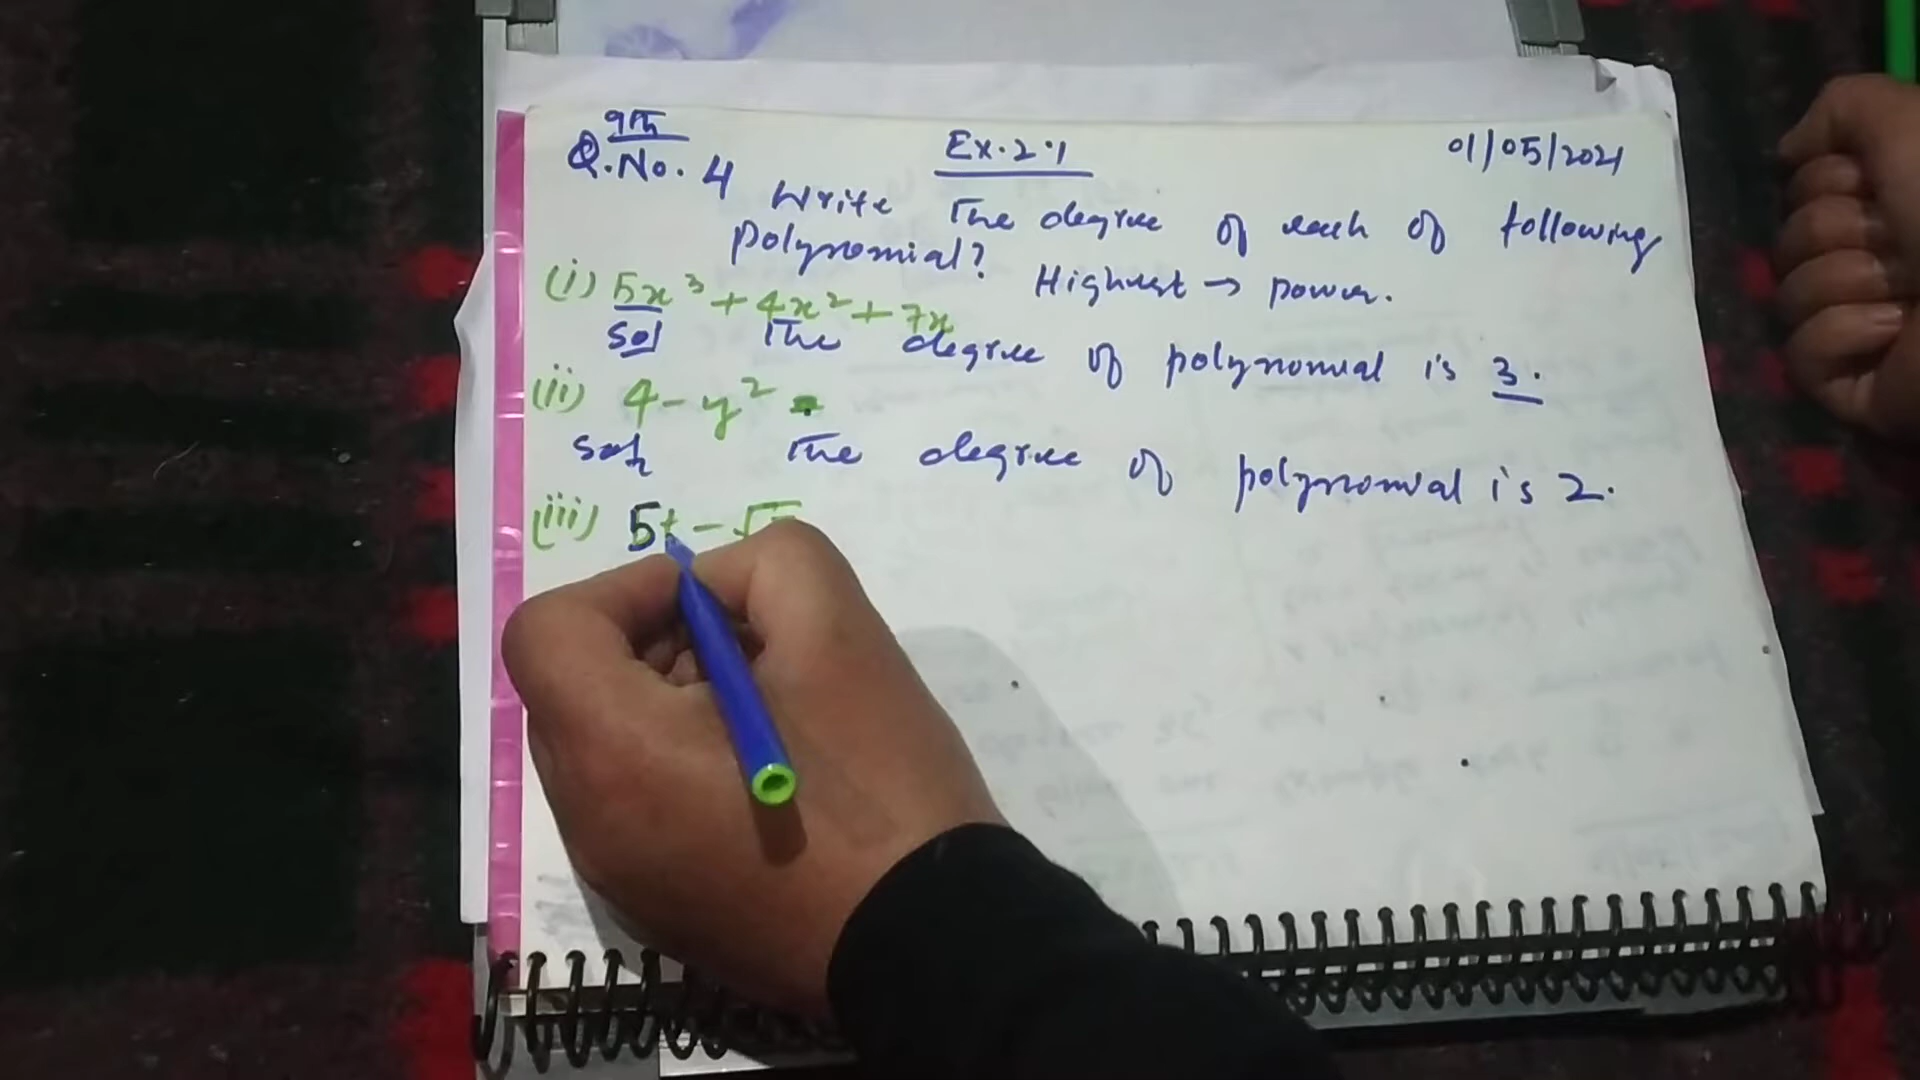 9th
Q.No. 4 Ex.2.1 01/05/2021
Write The degree of each of following
polynomial? Highest → power.
(i) 5x³ + 4x² + 7x
Sol The degree of polynomial is 3.
(ii) 4 - y²
Soln The degree of polynomial is 2.
(iii) 5t - √